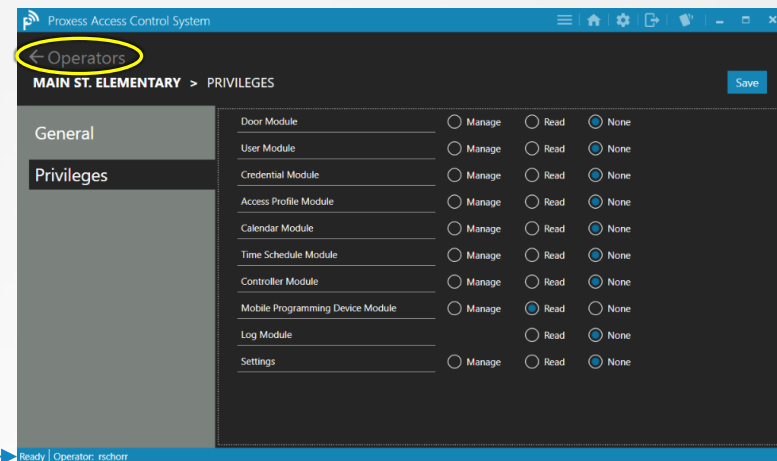 Proxess Access Control System
Operators
MAIN ST. ELEMENTARY > PRIVILEGES
Save
General
Privileges
Door Module Manage Read None
User Module Manage Read None
Credential Module Manage Read None
Access Profile Module Manage Read None
Calendar Module Manage Read None
Time Schedule Module Manage Read None
Controller Module Manage Read None
Mobile Programming Device Module Manage Read None
Log Module Read None
Settings Manage Read None
Ready | Operator: rschorr